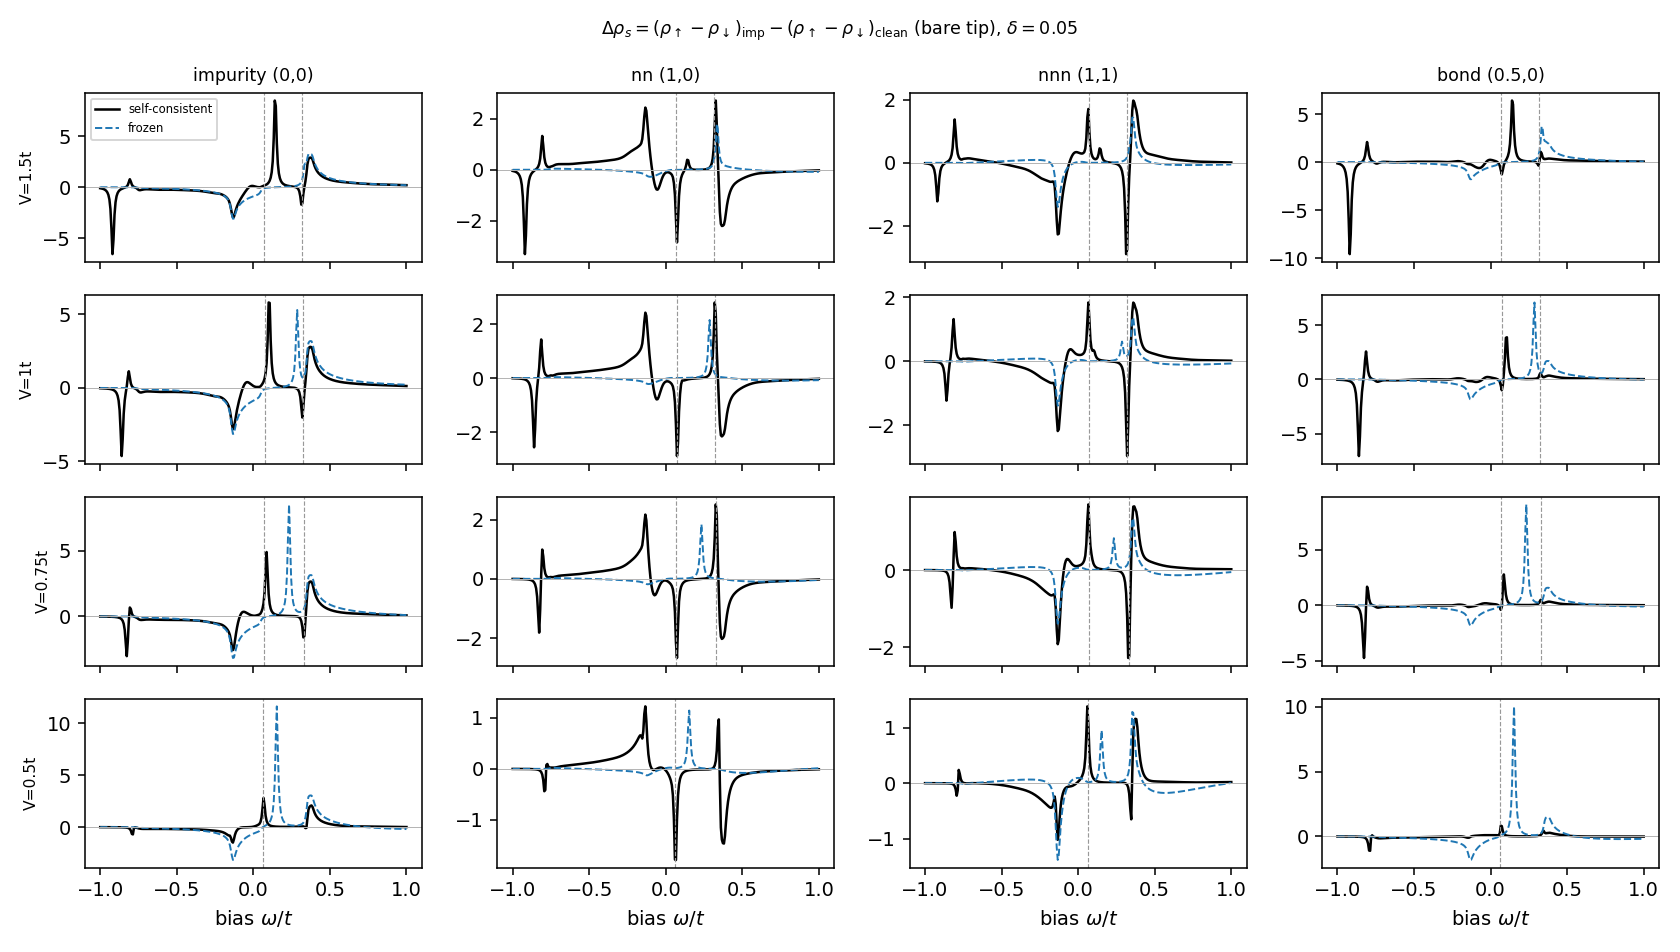 Δρₛ = (ρ↑ − ρ↓)imp − (ρ↑ − ρ↓)clean (bare tip), δ = 0.05
impurity (0,0)
nn (1,0)
nnn (1,1)
bond (0.5,0)
self-consistent
frozen
V=1.5t
5
0
−5
2
0
−2
2
0
−2
5
0
−5
−10
V=1t
5
0
−5
2
0
−2
2
0
−2
5
0
−5
V=0.75t
5
0
2
0
−2
0
−2
5
0
−5
V=0.5t
10
5
0
1
0
−1
1
0
−1
10
5
0
−1.0 −0.5 0.0 0.5 1.0
−1.0 −0.5 0.0 0.5 1.0
−1.0 −0.5 0.0 0.5 1.0
−1.0 −0.5 0.0 0.5 1.0
bias ω/t
bias ω/t
bias ω/t
bias ω/t